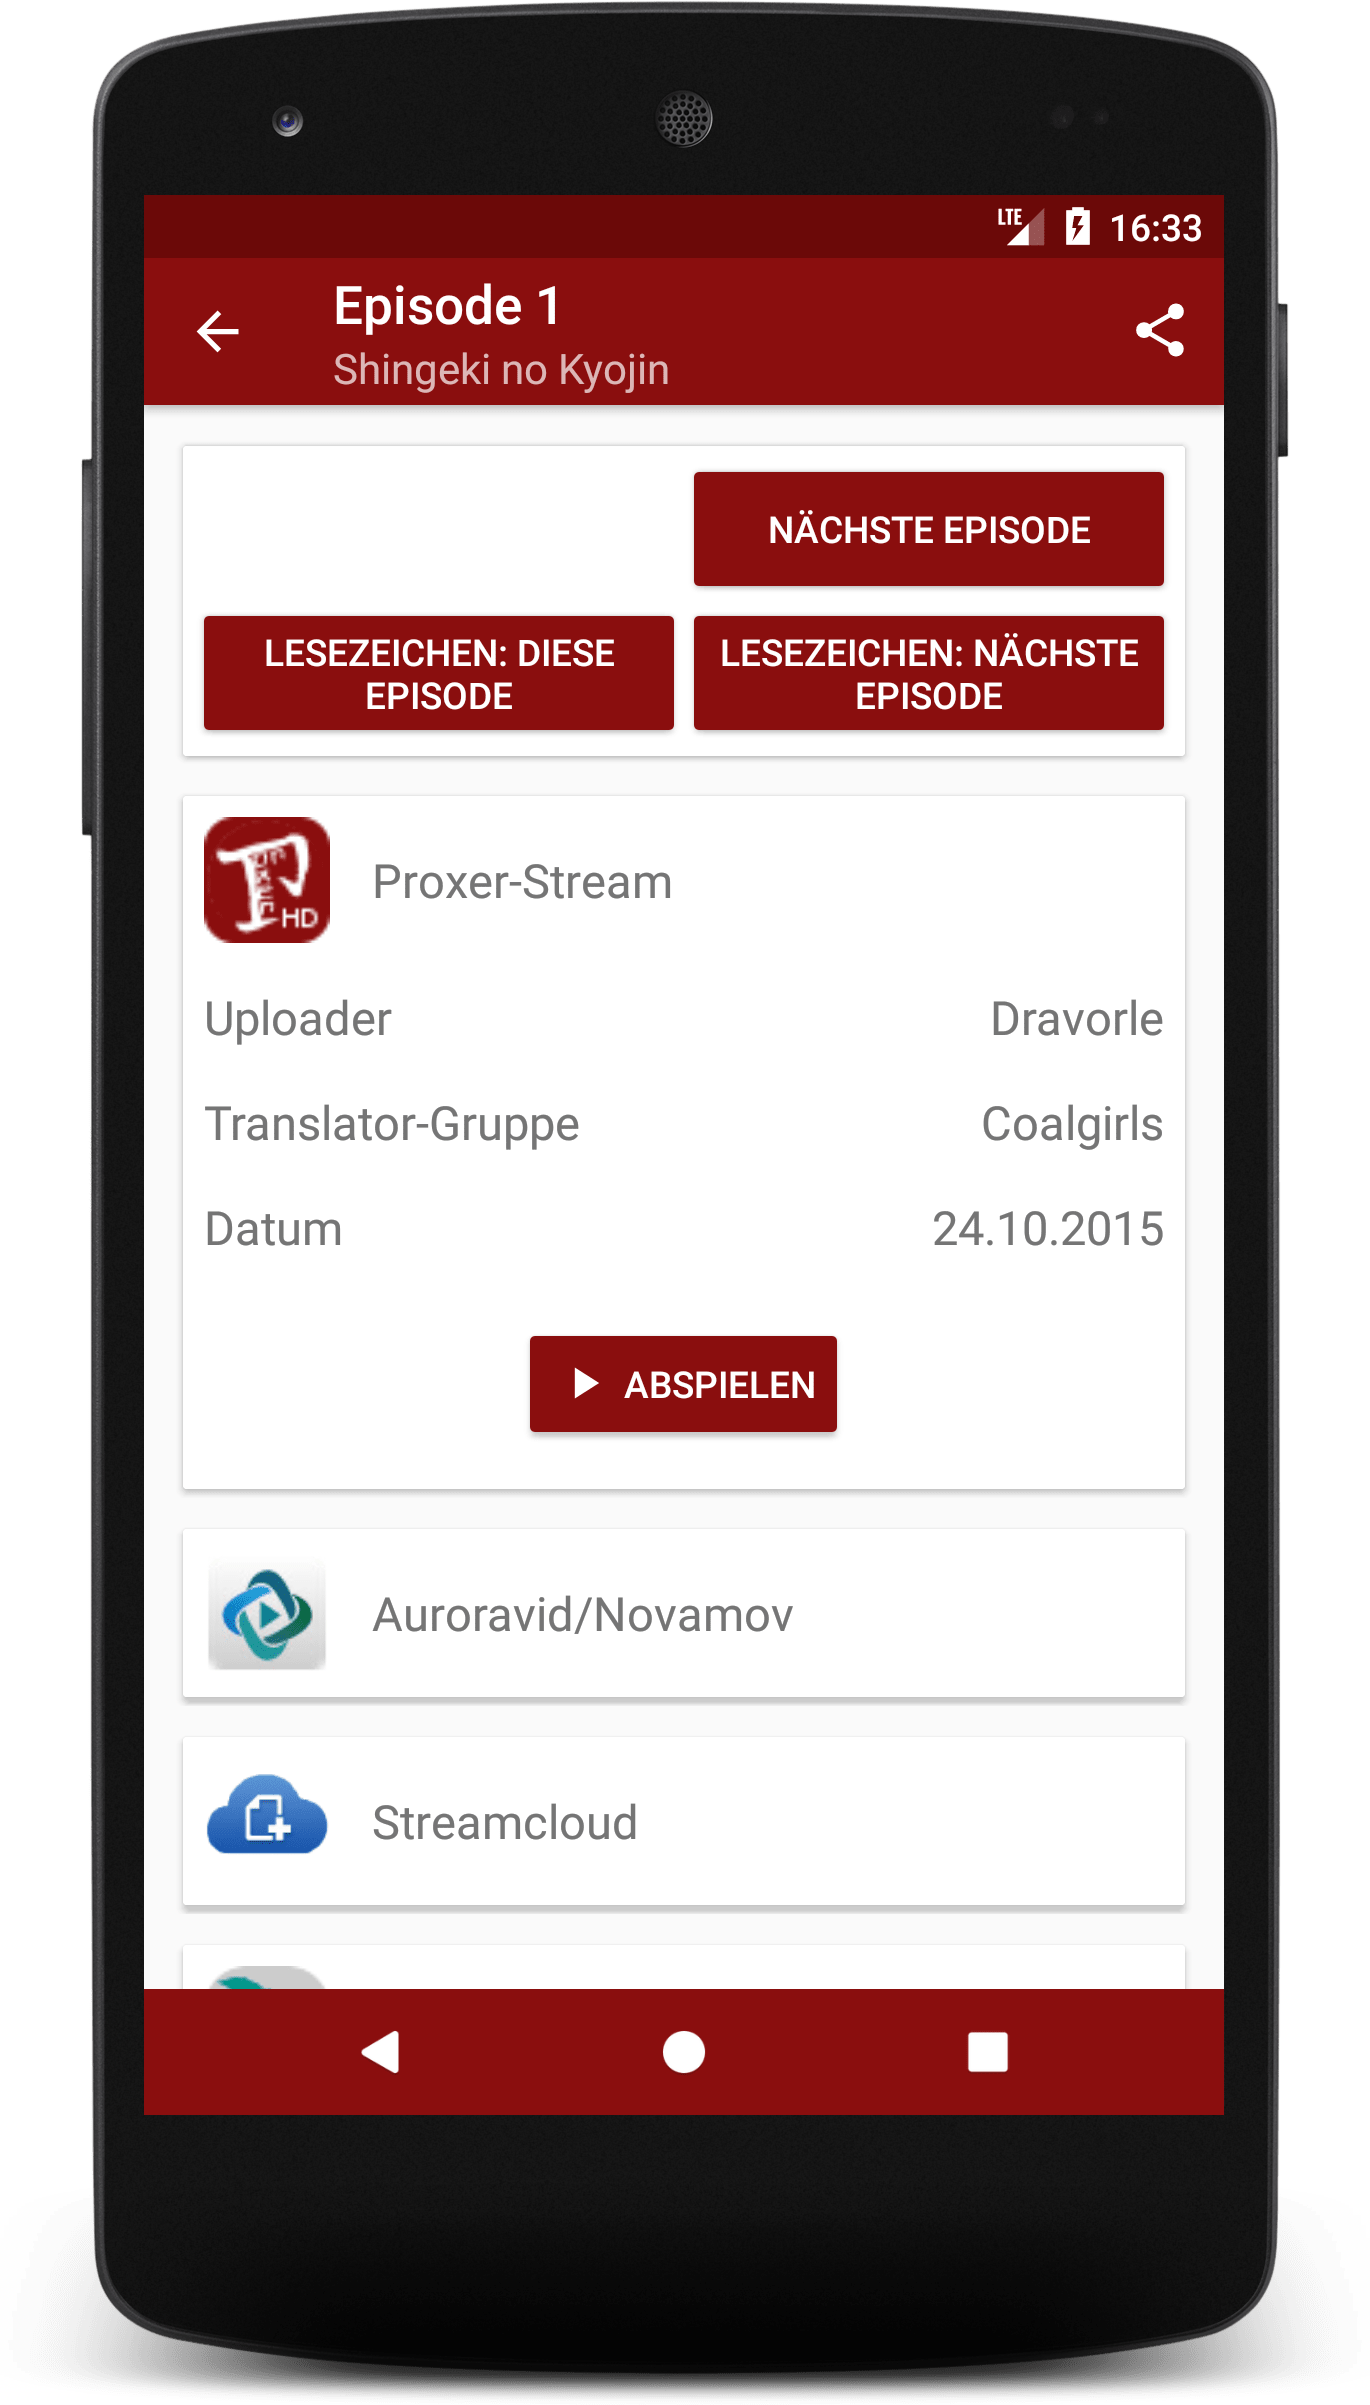 LTE 16:33
Episode 1
Shingeki no Kyojin
NÄCHSTE EPISODE
LESEZEICHEN: DIESE
EPISODE
LESEZEICHEN: NÄCHSTE
EPISODE
HD
Proxer-Stream
Uploader Dravorle
Translator-Gruppe Coalgirls
Datum 24.10.2015
ABSPIELEN
Auroravid/Novamov
Streamcloud